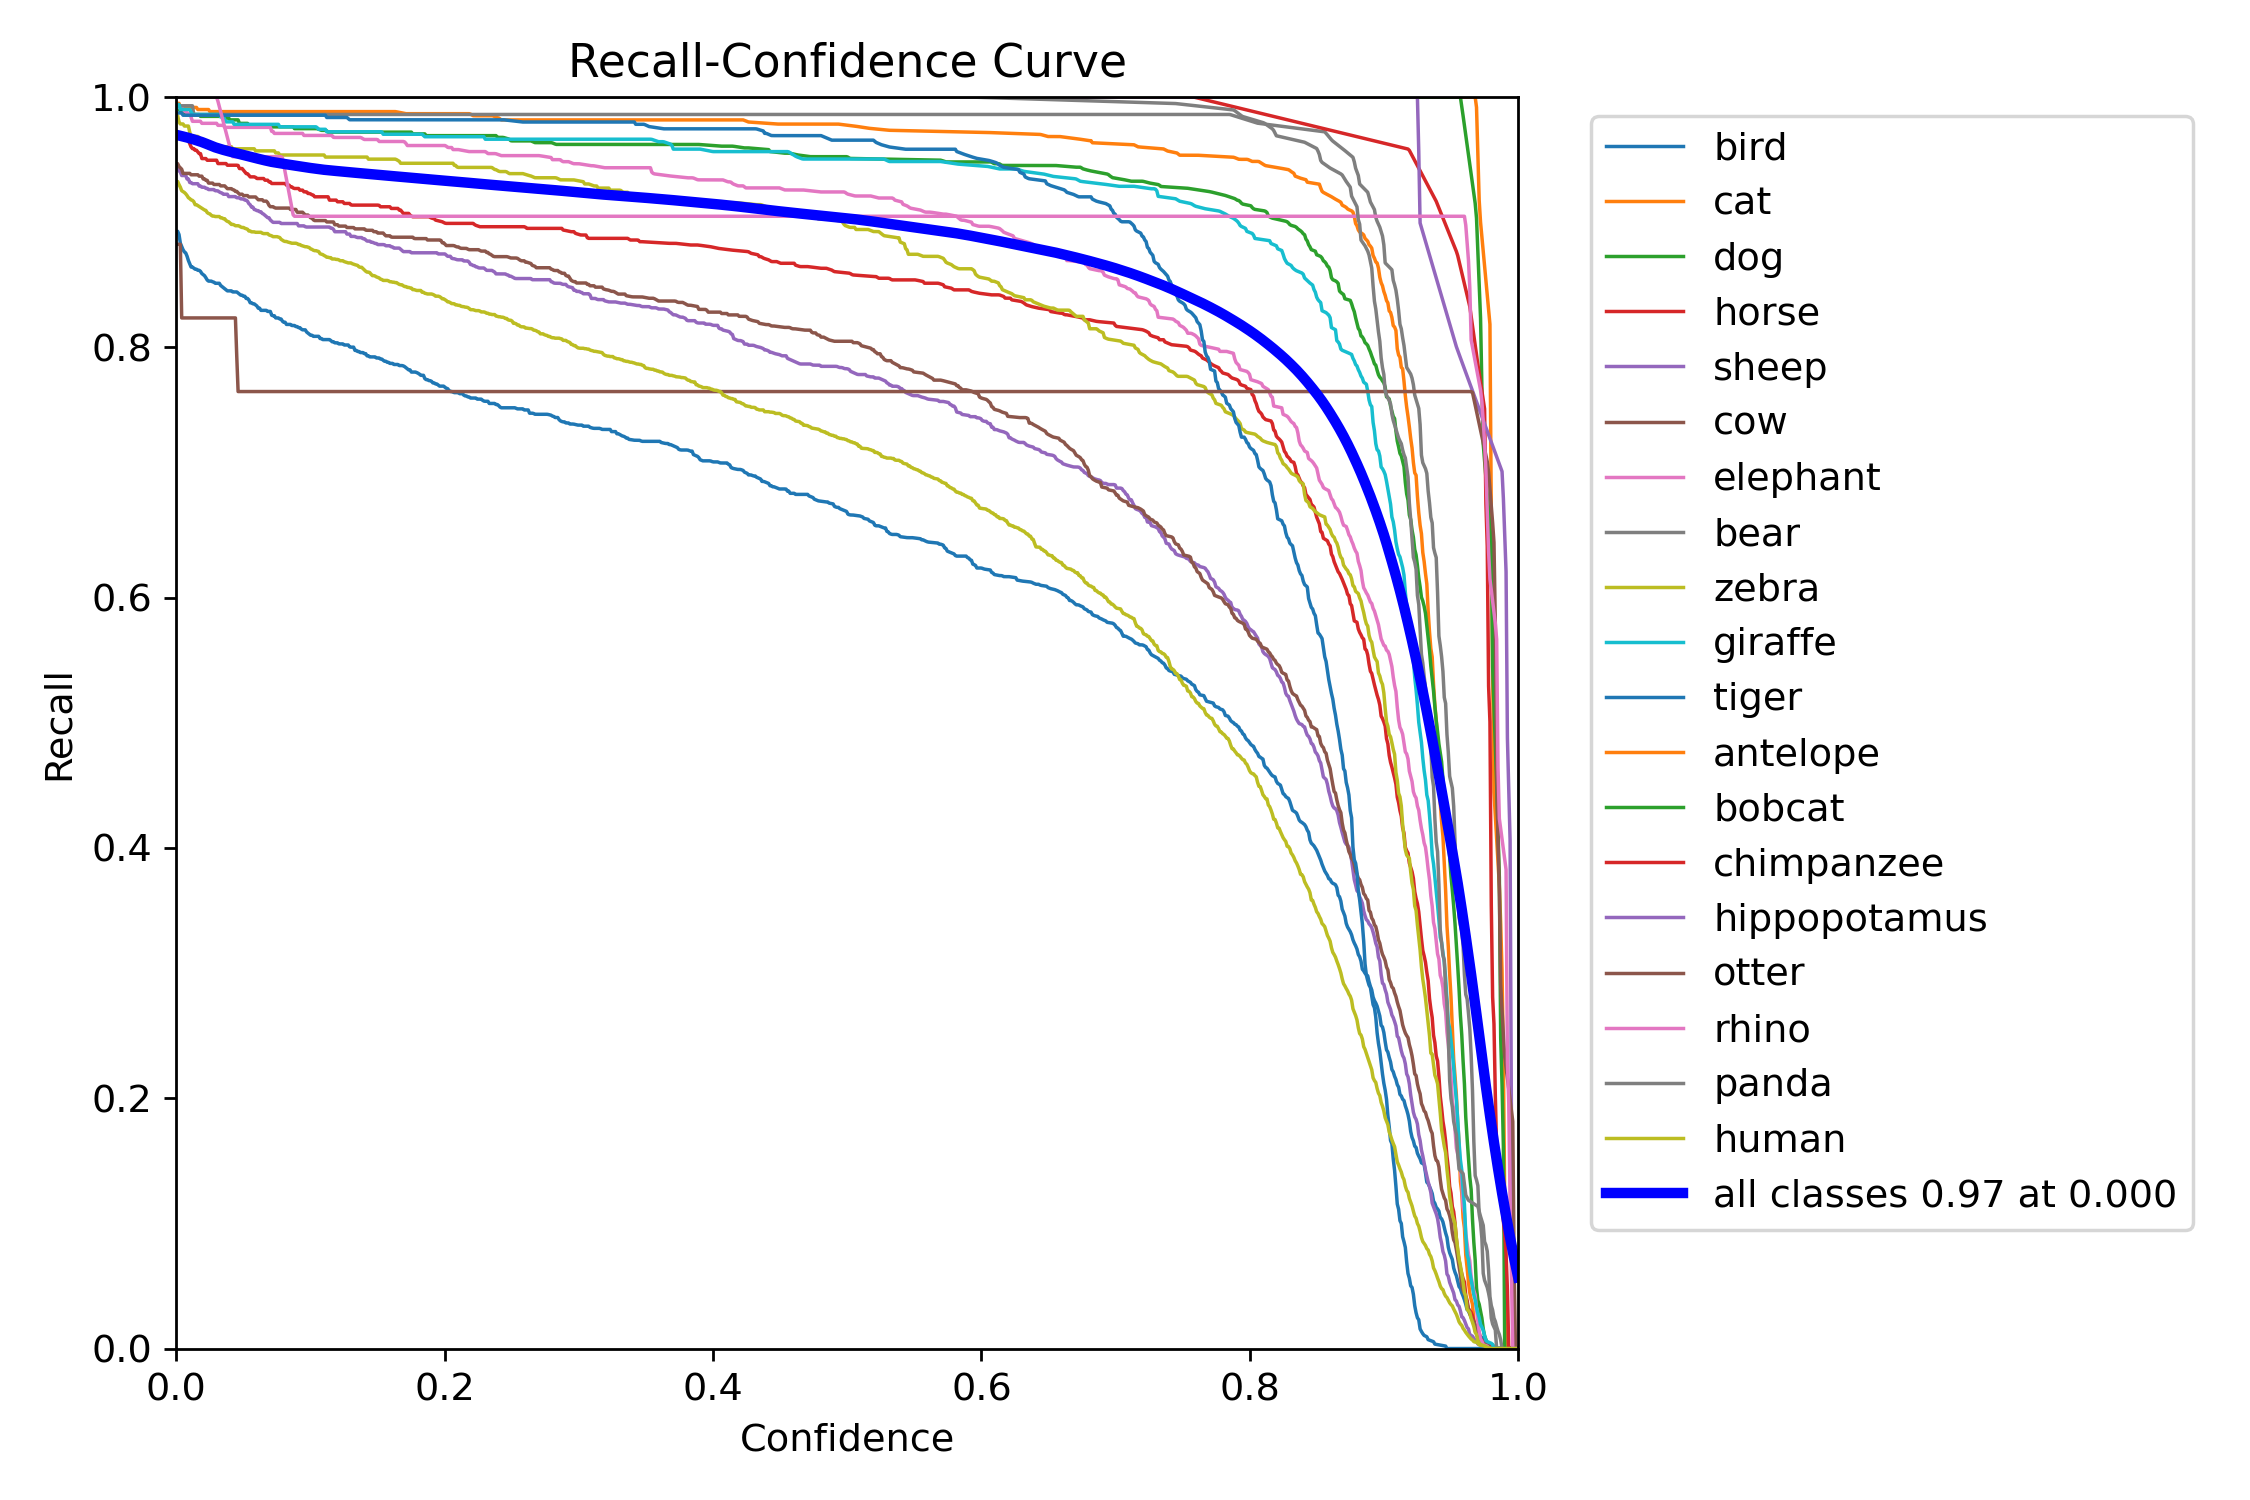 Recall-Confidence Curve
1.0
0.8
0.6
0.4
0.2
0.0
Recall
0.0 0.2 0.4 0.6 0.8 1.0
Confidence
bird
cat
dog
horse
sheep
cow
elephant
bear
zebra
giraffe
tiger
antelope
bobcat
chimpanzee
hippopotamus
otter
rhino
panda
human
all classes 0.97 at 0.000